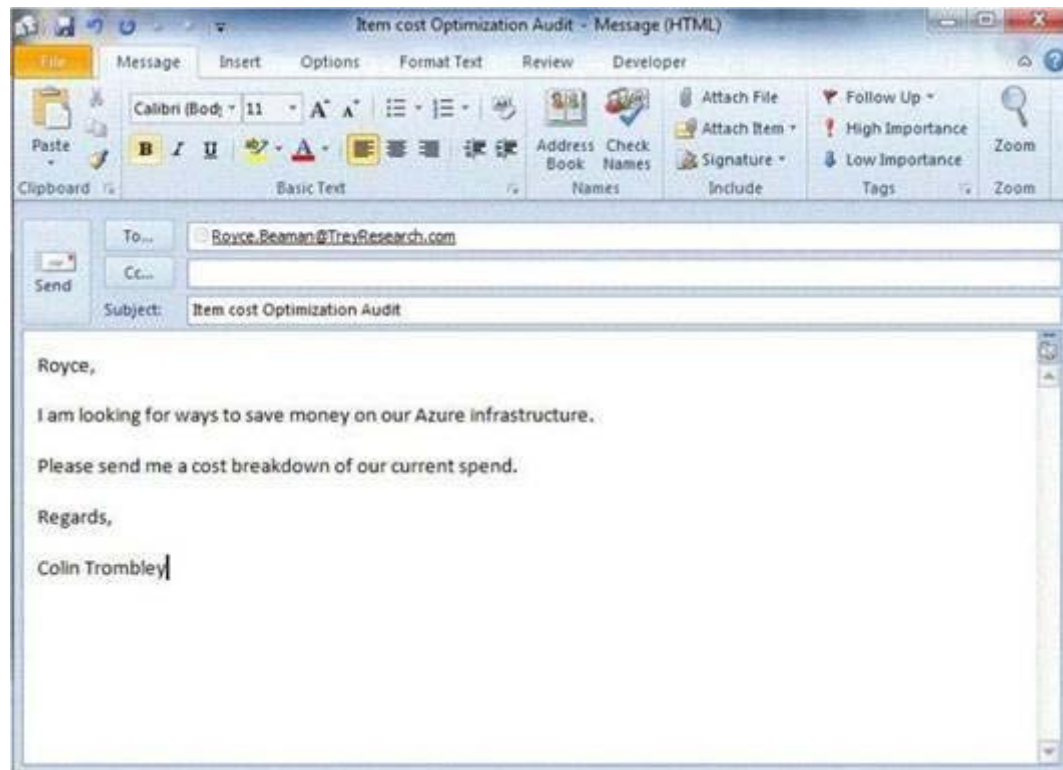 Item cost Optimization Audit - Message (HTML)
File Message Insert Options Format Text Review Developer
Calibri (Body 11 A A Attach File Follow Up
Paste B I U A Address Book Check Names Attach Item High Importance Zoom
Signature Low Importance
Clipboard Basic Text Names Include Tags Zoom
To... Royce.Beaman@TreyResearch.com
Send Cc...
Subject: Item cost Optimization Audit
Royce,
I am looking for ways to save money on our Azure infrastructure.
Please send me a cost breakdown of our current spend.
Regards,
Colin Trombley